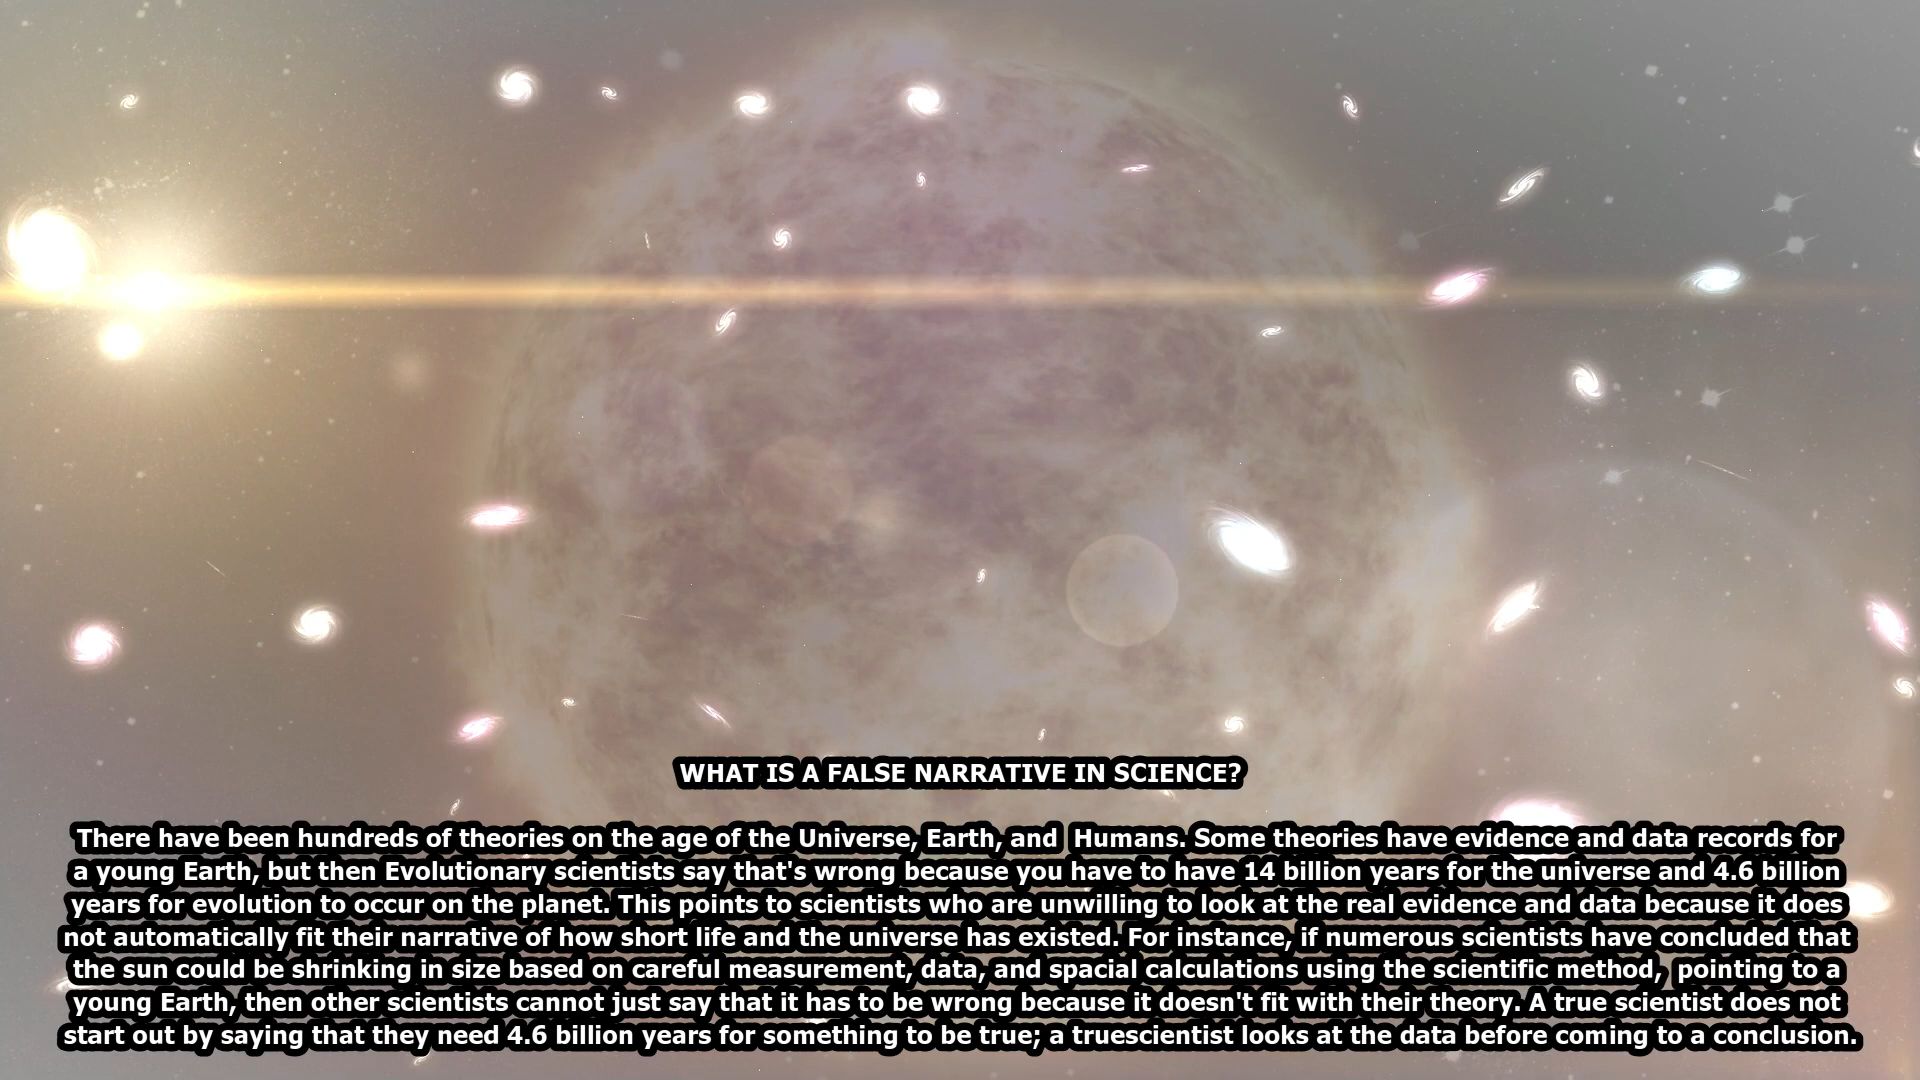 WHAT IS A FALSE NARRATIVE IN SCIENCE?
There have been hundreds of theories on the age of the Universe, Earth, and  Humans. Some theories have evidence and data records for
a young Earth, but then Evolutionary scientists say that's wrong because you have to have 14 billion years for the universe and 4.6 billion
years for evolution to occur on the planet. This points to scientists who are unwilling to look at the real evidence and data because it does
not automatically fit their narrative of how short life and the universe has existed. For instance, if numerous scientists have concluded that
the sun could be shrinking in size based on careful measurement, data, and spacial calculations using the scientific method,  pointing to a
young Earth, then other scientists cannot just say that it has to be wrong because it doesn't fit with their theory. A true scientist does not
start out by saying that they need 4.6 billion years for something to be true; a truescientist looks at the data before coming to a conclusion.